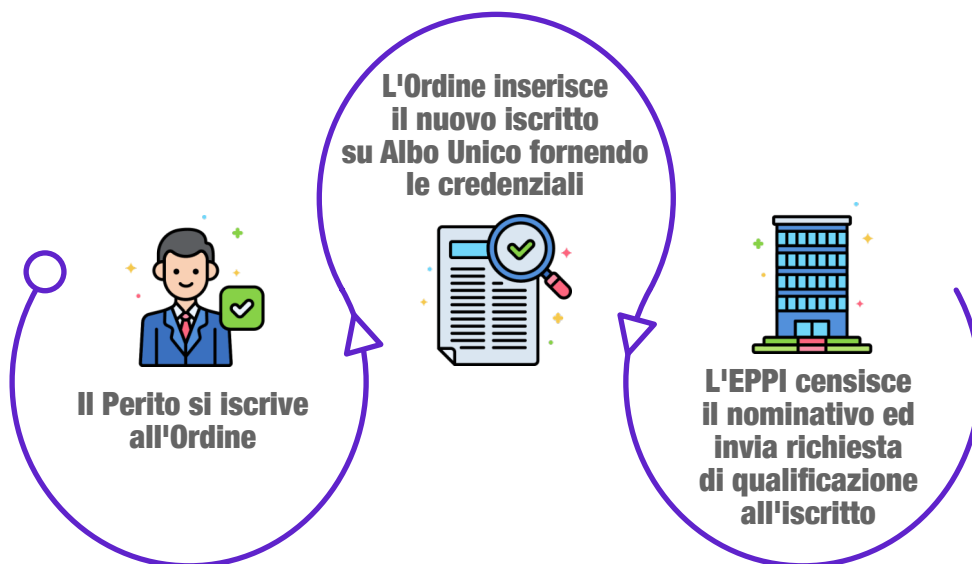 Il Perito si iscrive
all'Ordine
L'Ordine inserisce
il nuovo iscritto
su Albo Unico fornendo
le credenziali
L'EPPI censisce
il nominativo ed
invia richiesta
di qualificazione
all'iscritto